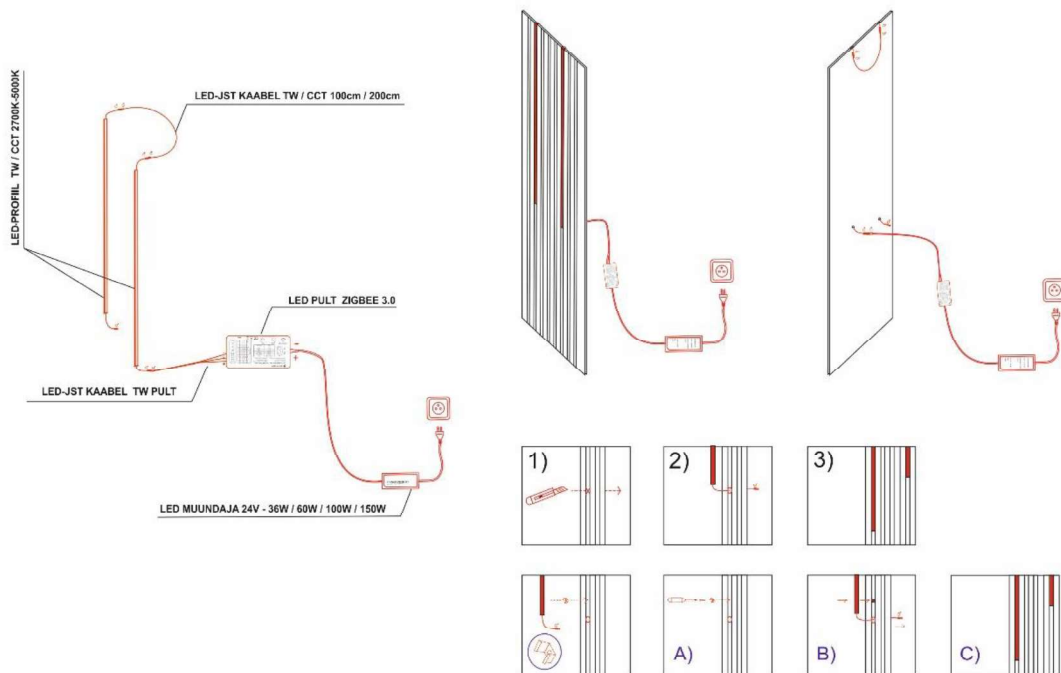 LED-PROFIIL TW / CCT 2700K-5000K
LED-JST KAABEL TW / CCT 100cm / 200cm
LED PULT ZIGBEE 3.0
LED-JST KAABEL TW PULT
LED MUUNDAJA 24V - 36W / 60W / 100W / 150W
1)
2)
3)
A)
B)
C)